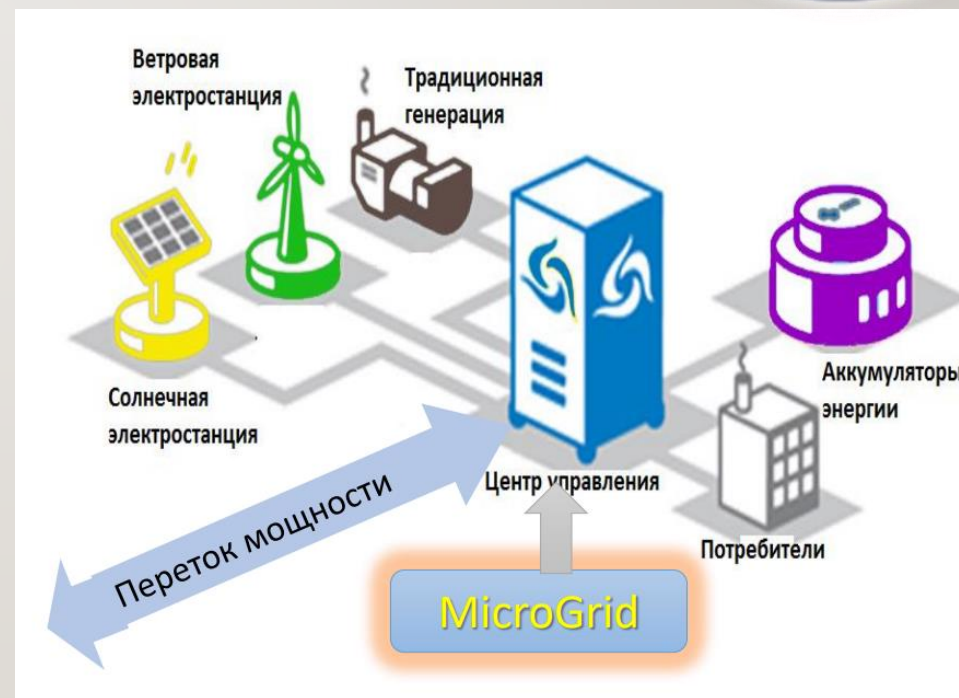 Ветровая
электростанция
Традиционная
генерация
Солнечная
электростанция
Аккумуляторы
энергии
Центр управления
Потребители
Переток мощности
MicroGrid